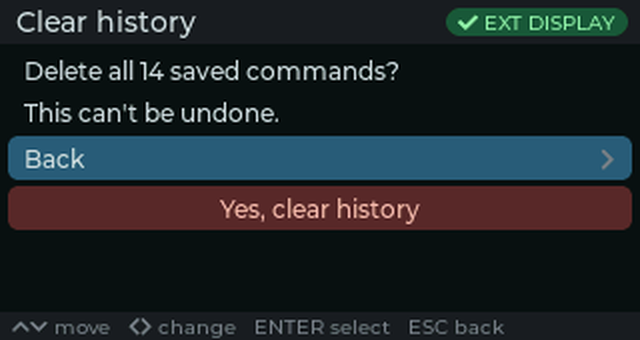 Clear history
EXT DISPLAY
Delete all 14 saved commands?
This can't be undone.
Back
Yes, clear history
move change ENTER select ESC back